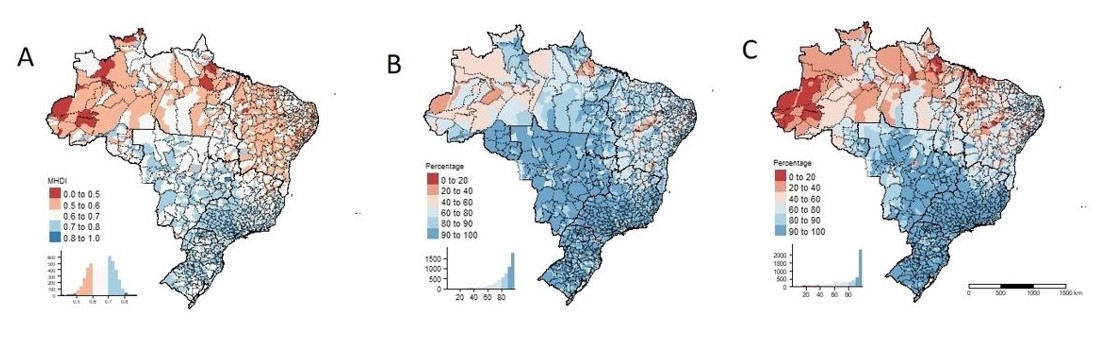 A
MHDI
0.0 to 0.5
0.5 to 0.6
0.6 to 0.7
0.7 to 0.8
0.8 to 1.0
600
500
400
300
200
100
0
0.5 0.6 0.7 0.8
B
Percentage
0 to 20
20 to 40
40 to 60
60 to 80
80 to 90
90 to 100
1500
1000
500
0
20 40 60 80
C
Percentage
0 to 20
20 to 40
40 to 60
60 to 80
80 to 90
90 to 100
2000
1500
1000
500
0
20 40 60 80
0 500 1000 1500 km